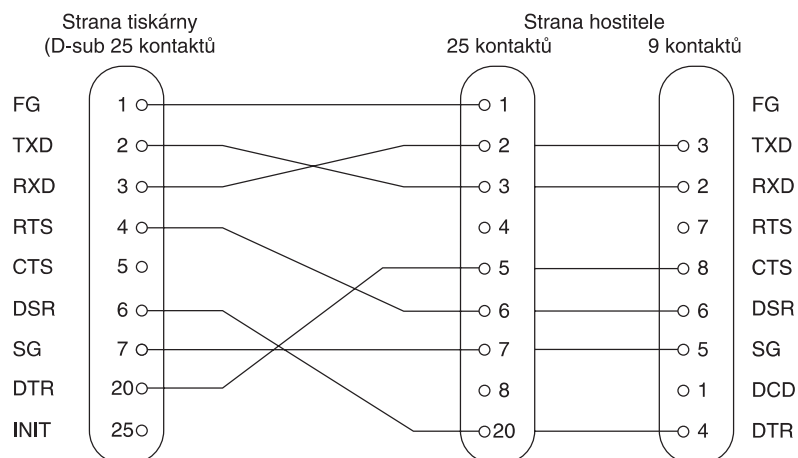 Strana tiskárny
(D-sub 25 kontaktů
Strana hostitele
25 kontaktů 9 kontaktů
FG 1 1 FG
TXD 2 2 3 TXD
RXD 3 3 2 RXD
RTS 4 4 7 RTS
CTS 5 5 8 CTS
DSR 6 6 6 DSR
SG 7 7 5 SG
DTR 20 8 1 DCD
INIT 25 20 4 DTR